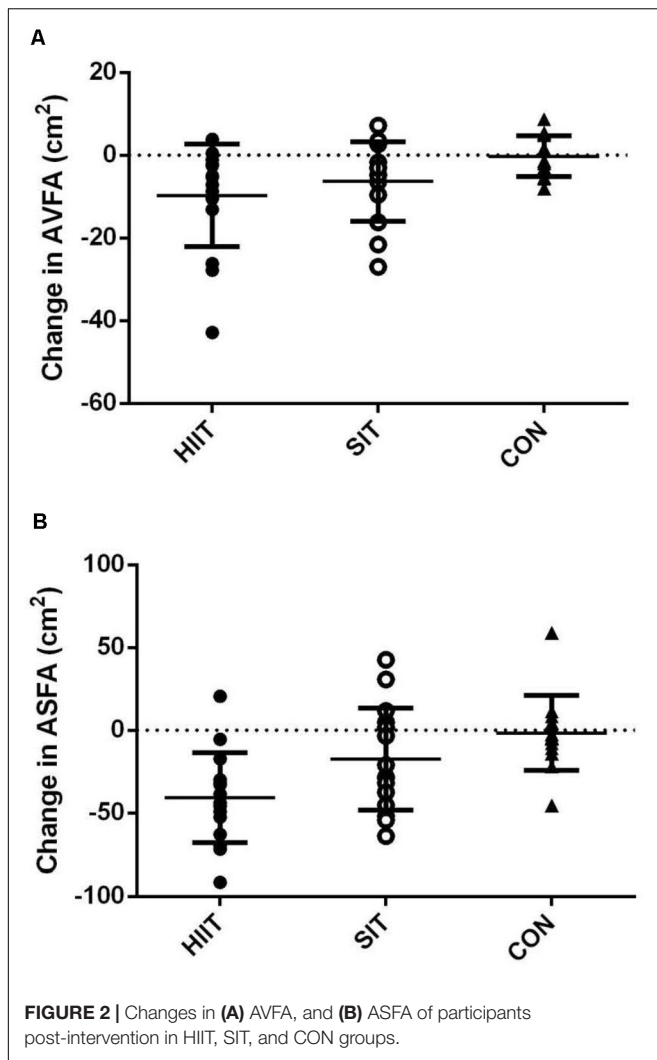 A
20
0
-20
-40
-60
Change in AVFA (cm²)
HIIT SIT CON
B
100
50
0
-50
-100
Change in ASFA (cm²)
HIIT SIT CON
FIGURE 2 | Changes in (A) AVFA, and (B) ASFA of participants
post-intervention in HIIT, SIT, and CON groups.